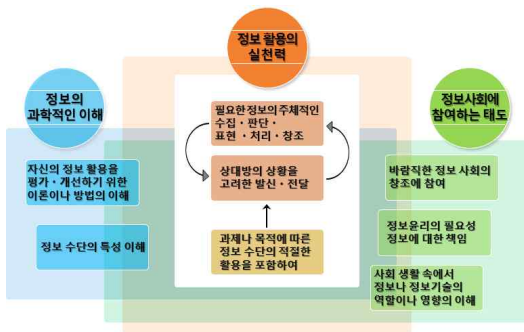 정보 활용의
실천력
정보의
과학적인 이해
정보사회에
참여하는 태도
필요한 정보의 주체적인
수집・판단・
표현・처리・창조
상대방의 상황을
고려한 발신・전달
과제나 목적에 따른
정보 수단의 적절한
활용을 포함하여
자신의 정보 활용을
평가・개선하기 위한
이론이나 방법의 이해
정보 수단의 특성 이해
바람직한 정보 사회의
창조에 참여
정보윤리의 필요성
정보에 대한 책임
사회 생활 속에서
정보나 정보기술의
역할이나 영향의 이해